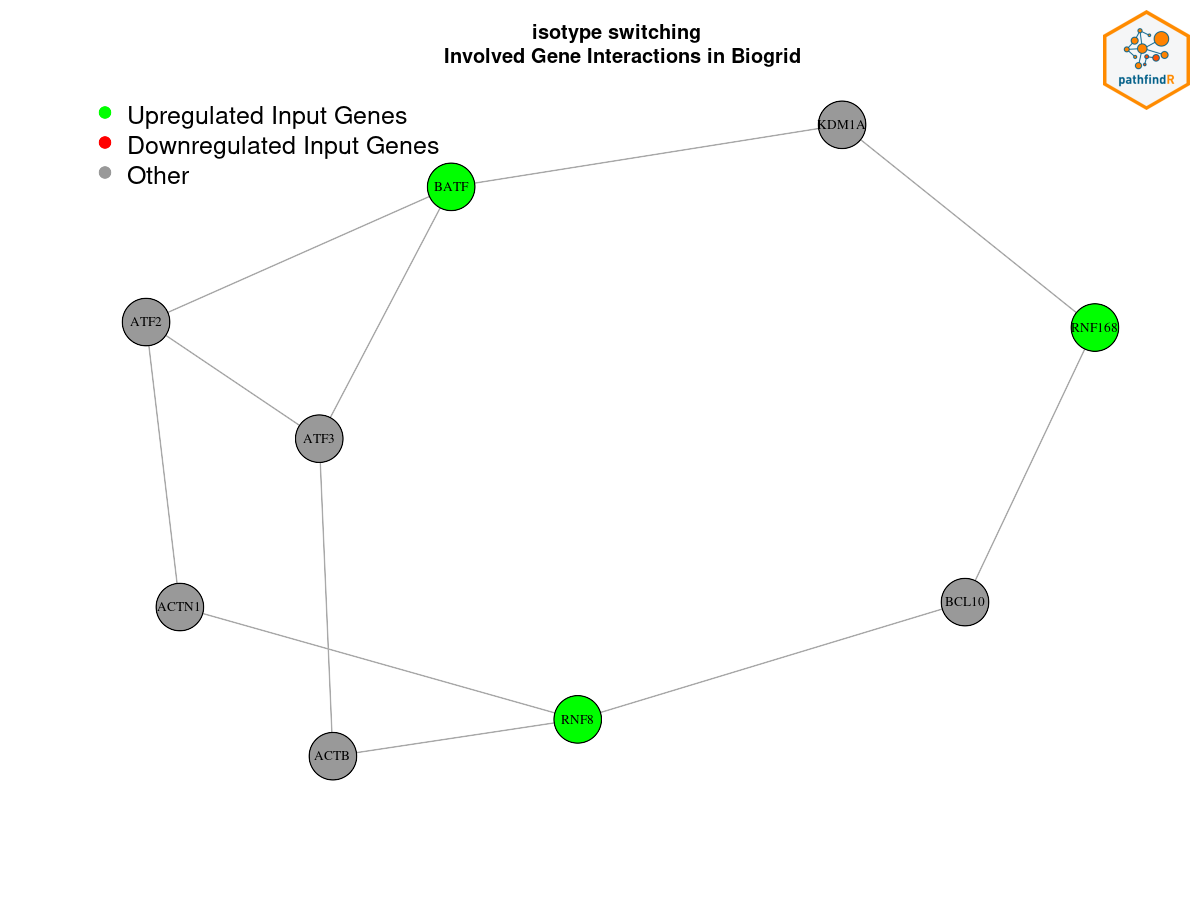 isotype switching
Involved Gene Interactions in Biogrid
pathfindR
Upregulated Input Genes
Downregulated Input Genes
Other
KDM1A
BATF
ATF2
RNF168
ATF3
ACTN1
BCL10
RNF8
ACTB